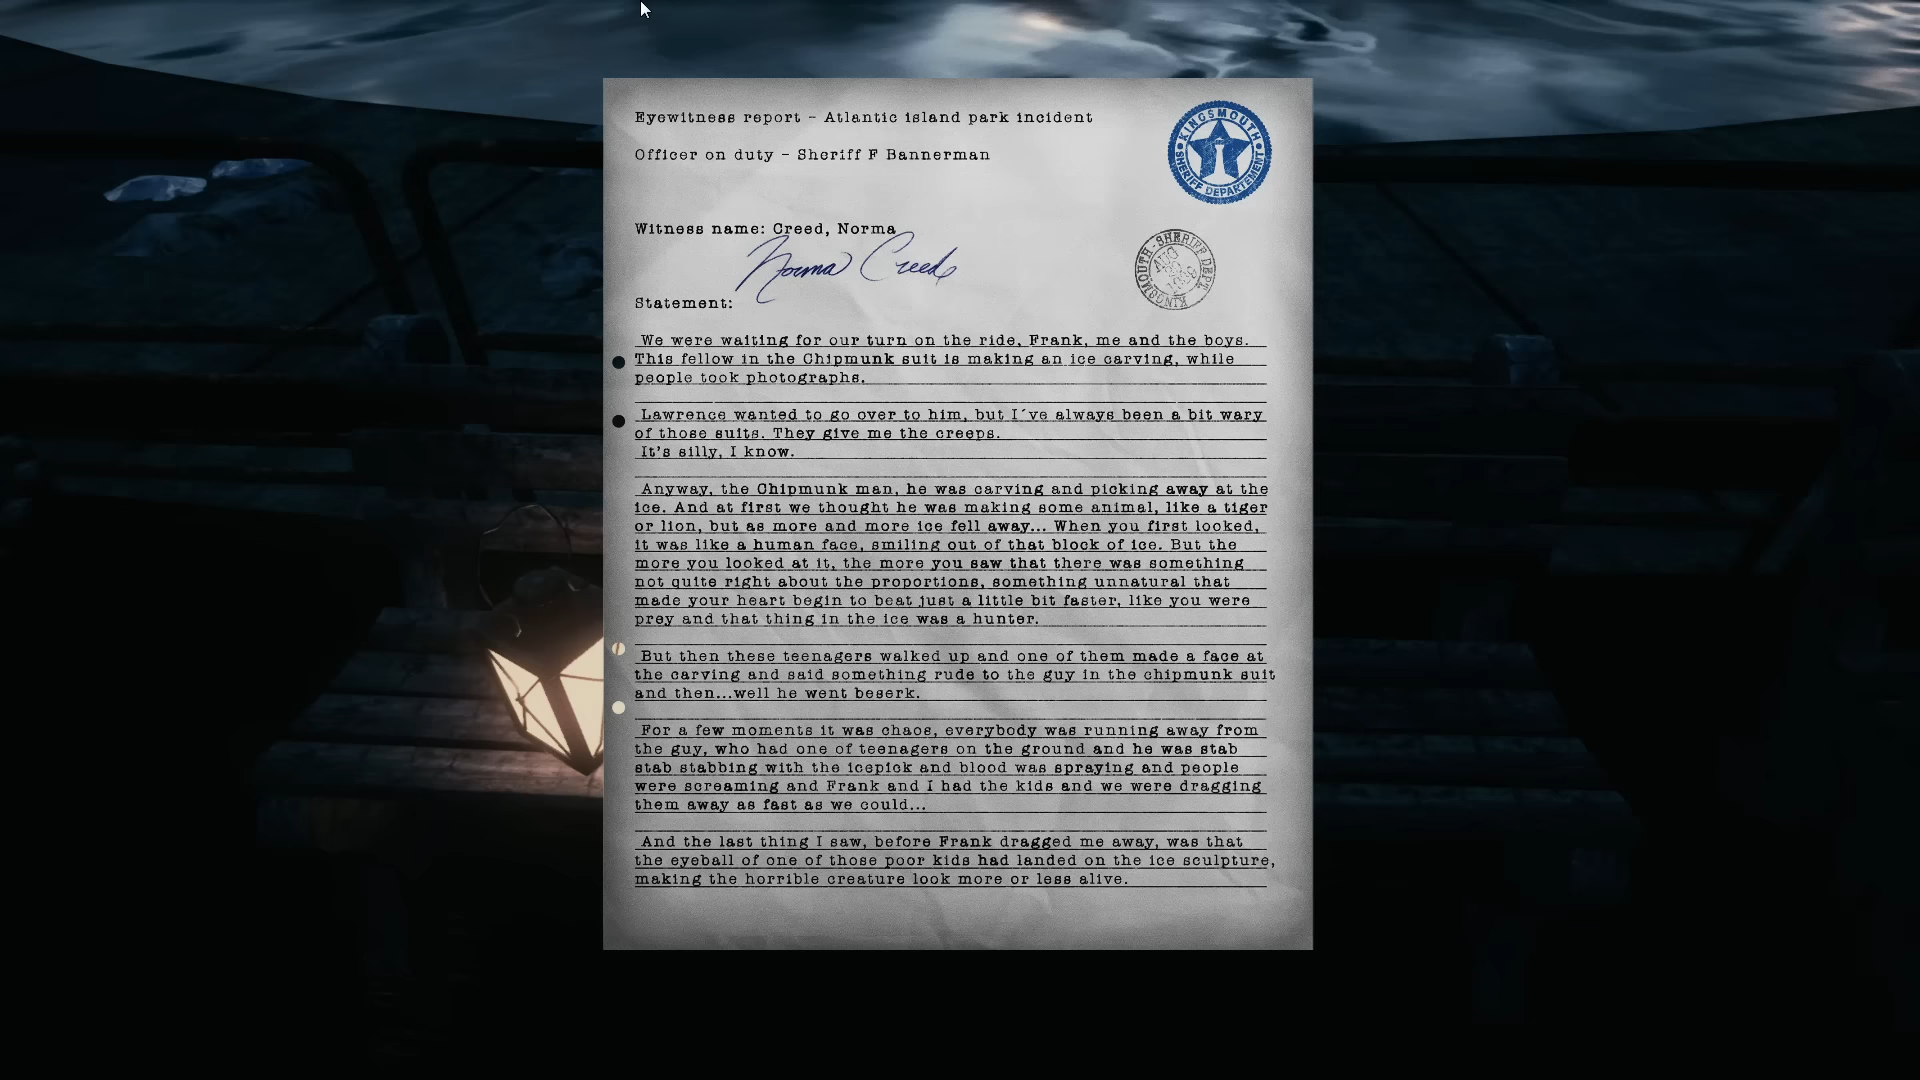 Eyewitness report - Atlantic island park incident
KINGSMOUTH
SHERIFF DEPARTEMENT
Officer on duty - Sheriff F Bannerman
Witness name: Creed, Norma
Norma Creed
KINGSMOUTH-SHERIFF DEPT.
AUG
Statement:
We were waiting for our turn on the ride, Frank, me and the boys.
This fellow in the Chipmunk suit is making an ice carving, while
people took photographs.
Lawrence wanted to go over to him, but I´ve always been a bit wary
of those suits. They give me the creeps.
It's silly, I know.
Anyway, the Chipmunk man, he was carving and picking away at the
ice. And at first we thought he was making some animal, like a tiger
or lion, but as more and more ice fell away... When you first looked,
it was like a human face, smiling out of that block of ice. But the
more you looked at it, the more you saw that there was something
not quite right about the proportions, something unnatural that
made your heart begin to beat just a little bit faster, like you were
prey and that thing in the ice was a hunter.
But then these teenagers walked up and one of them made a face at
the carving and said something rude to the guy in the chipmunk suit
and then...well he went beserk.
For a few moments it was chaos, everybody was running away from
the guy, who had one of teenagers on the ground and he was stab
stab stabbing with the icepick and blood was spraying and people
were screaming and Frank and I had the kids and we were dragging
them away as fast as we could...
And the last thing I saw, before Frank dragged me away, was that
the eyeball of one of those poor kids had landed on the ice sculpture,
making the horrible creature look more or less alive.